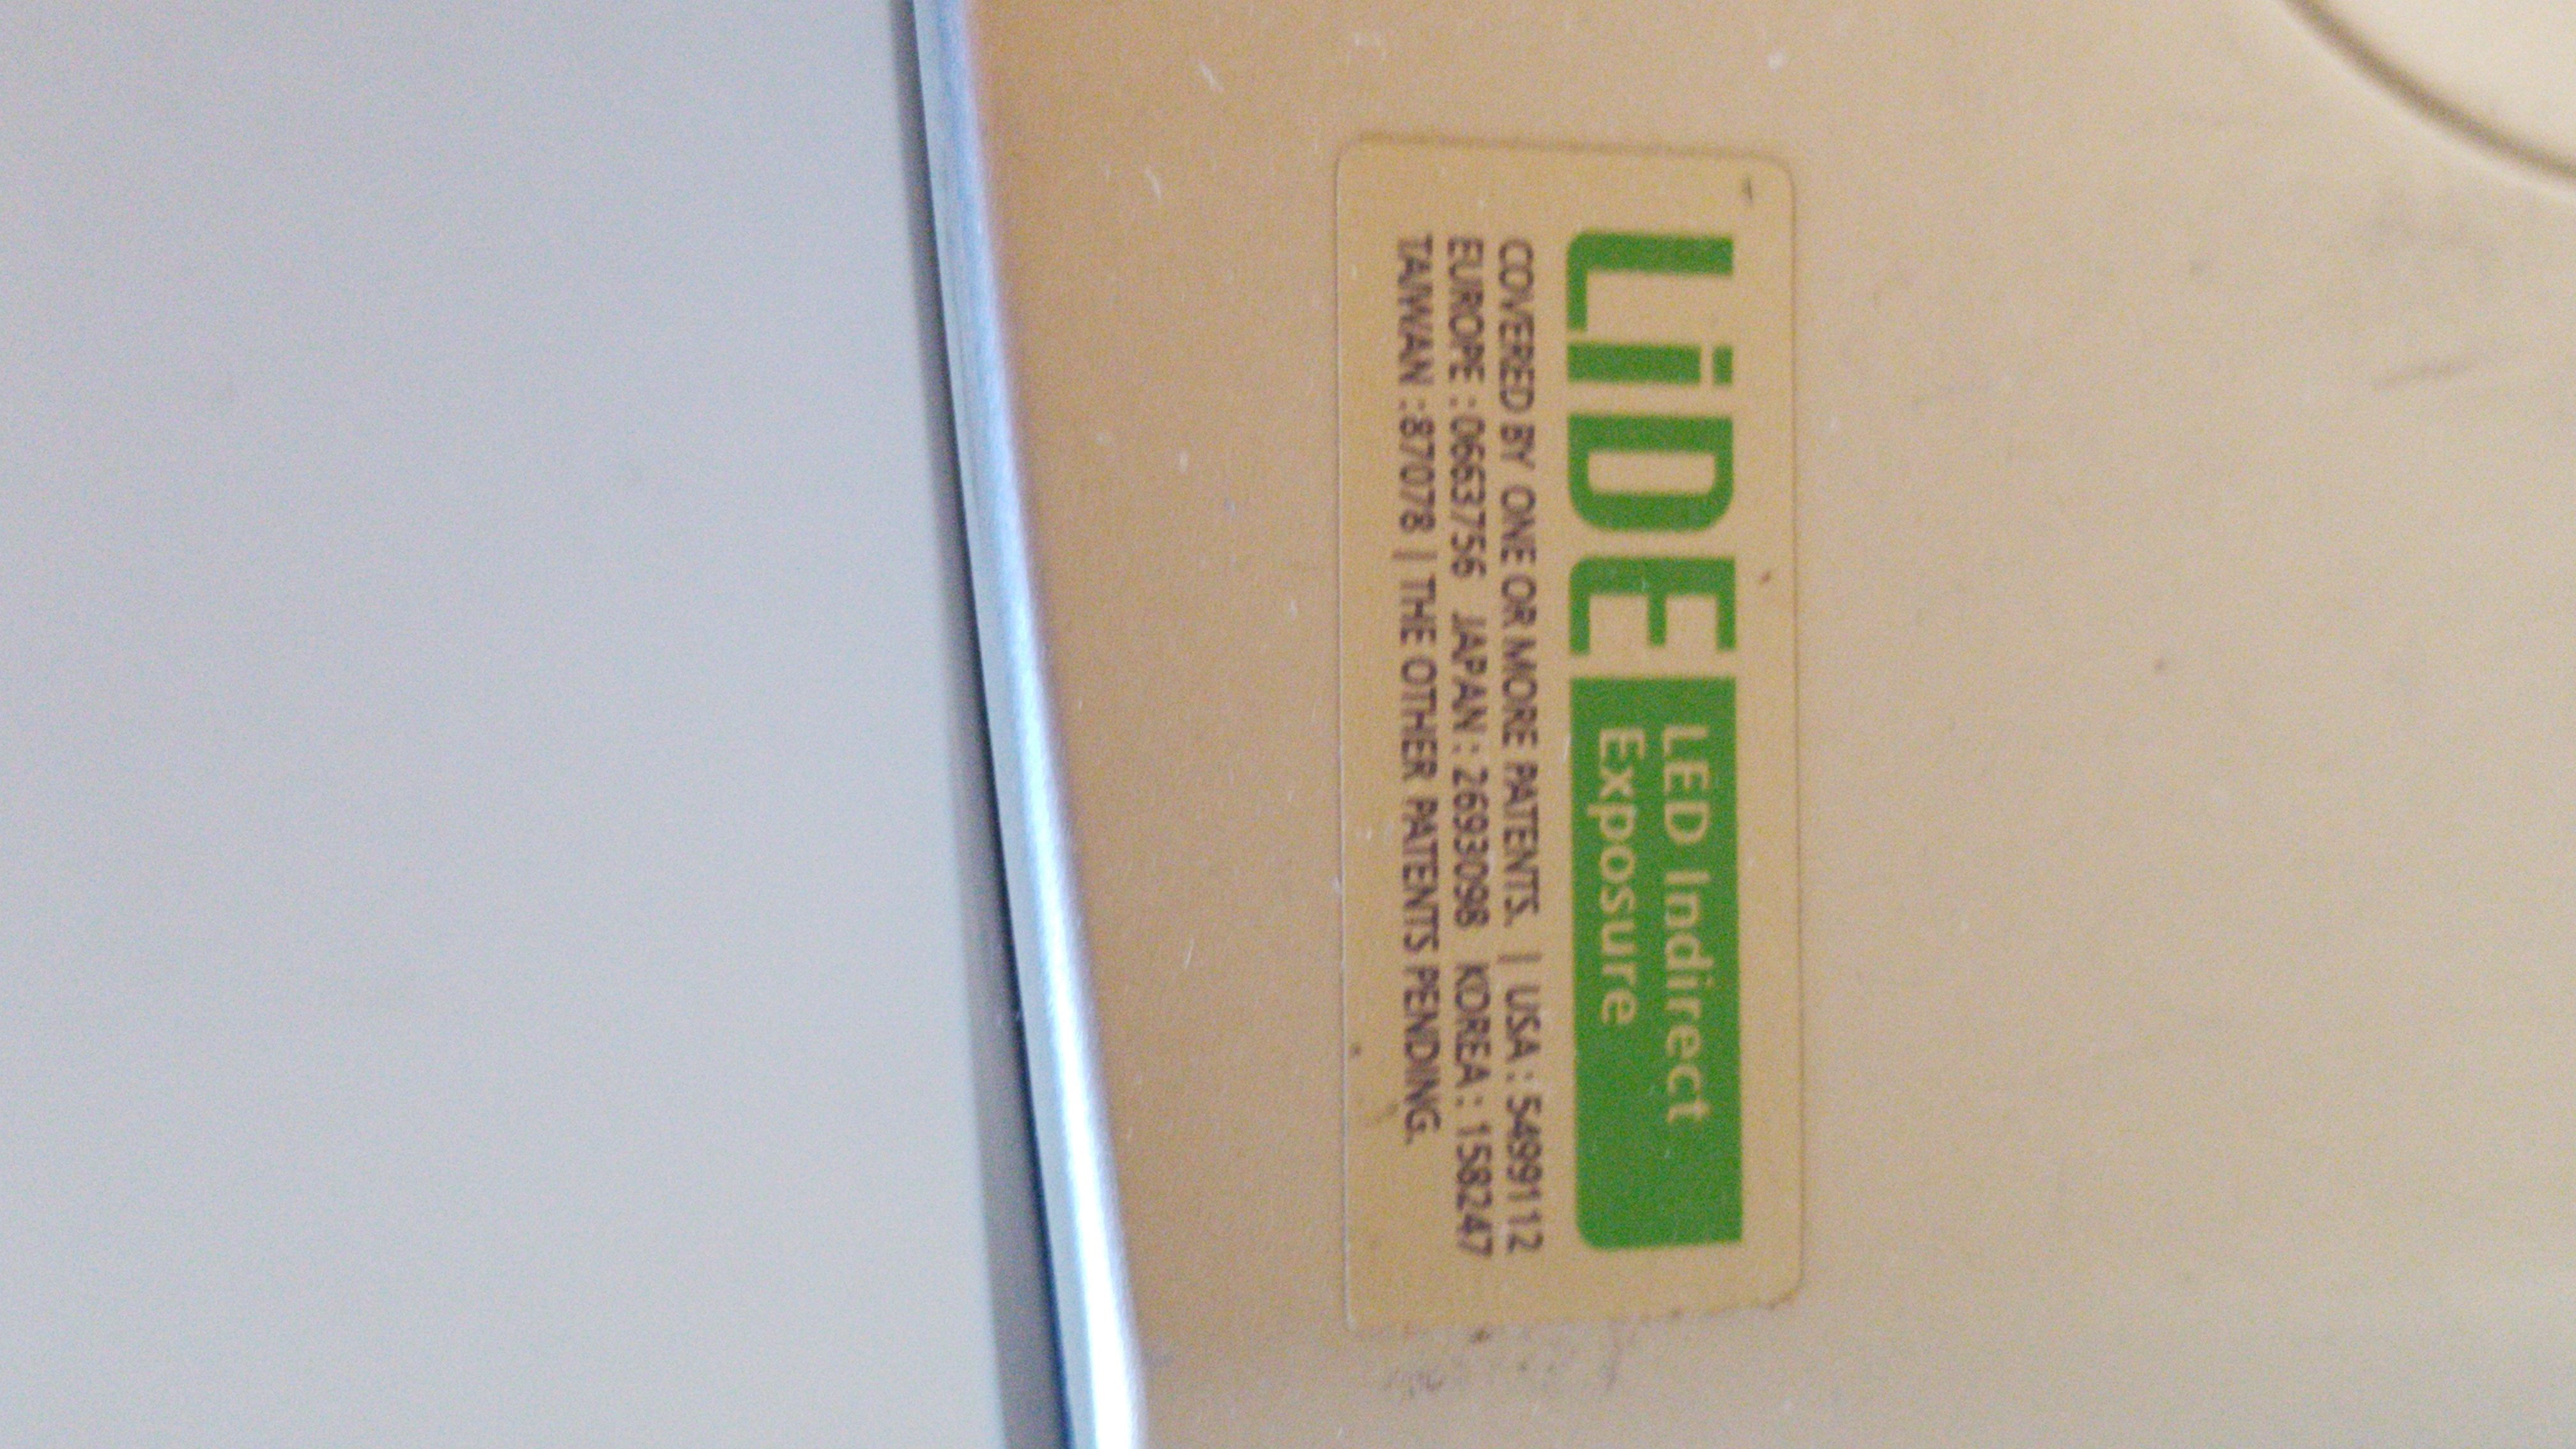 LiDE LED Indirect
Exposure
COVERED BY ONE OR MORE PATENTS. | USA : 5499112
EUROPE : 0663756 JAPAN : 2693098 KOREA : 158247
TAIWAN : 87078 | THE OTHER PATENTS PENDING.